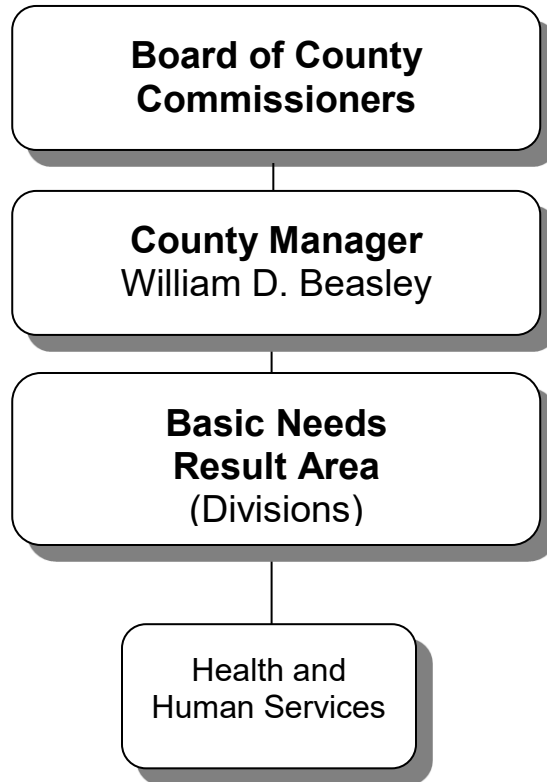 Board of County
Commissioners
County Manager
William D. Beasley
Basic Needs
Result Area
(Divisions)
Health and
Human Services